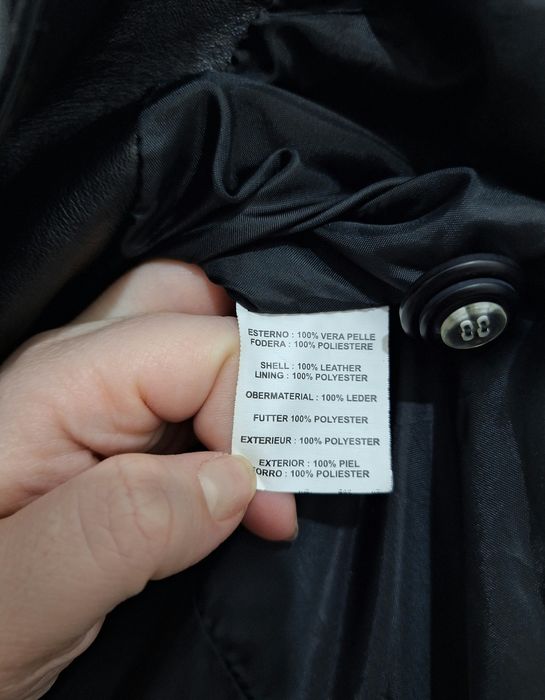 ESTERNO : 100% VERA PELLE
FODERA : 100% POLIESTERE
SHELL : 100% LEATHER
LINING : 100% POLYESTER
OBERMATERIAL : 100% LEDER
FUTTER 100% POLYESTER
EXTERIEUR : 100% POLYESTER
EXTERIOR : 100% PIEL
ORRO : 100% POLIESTER